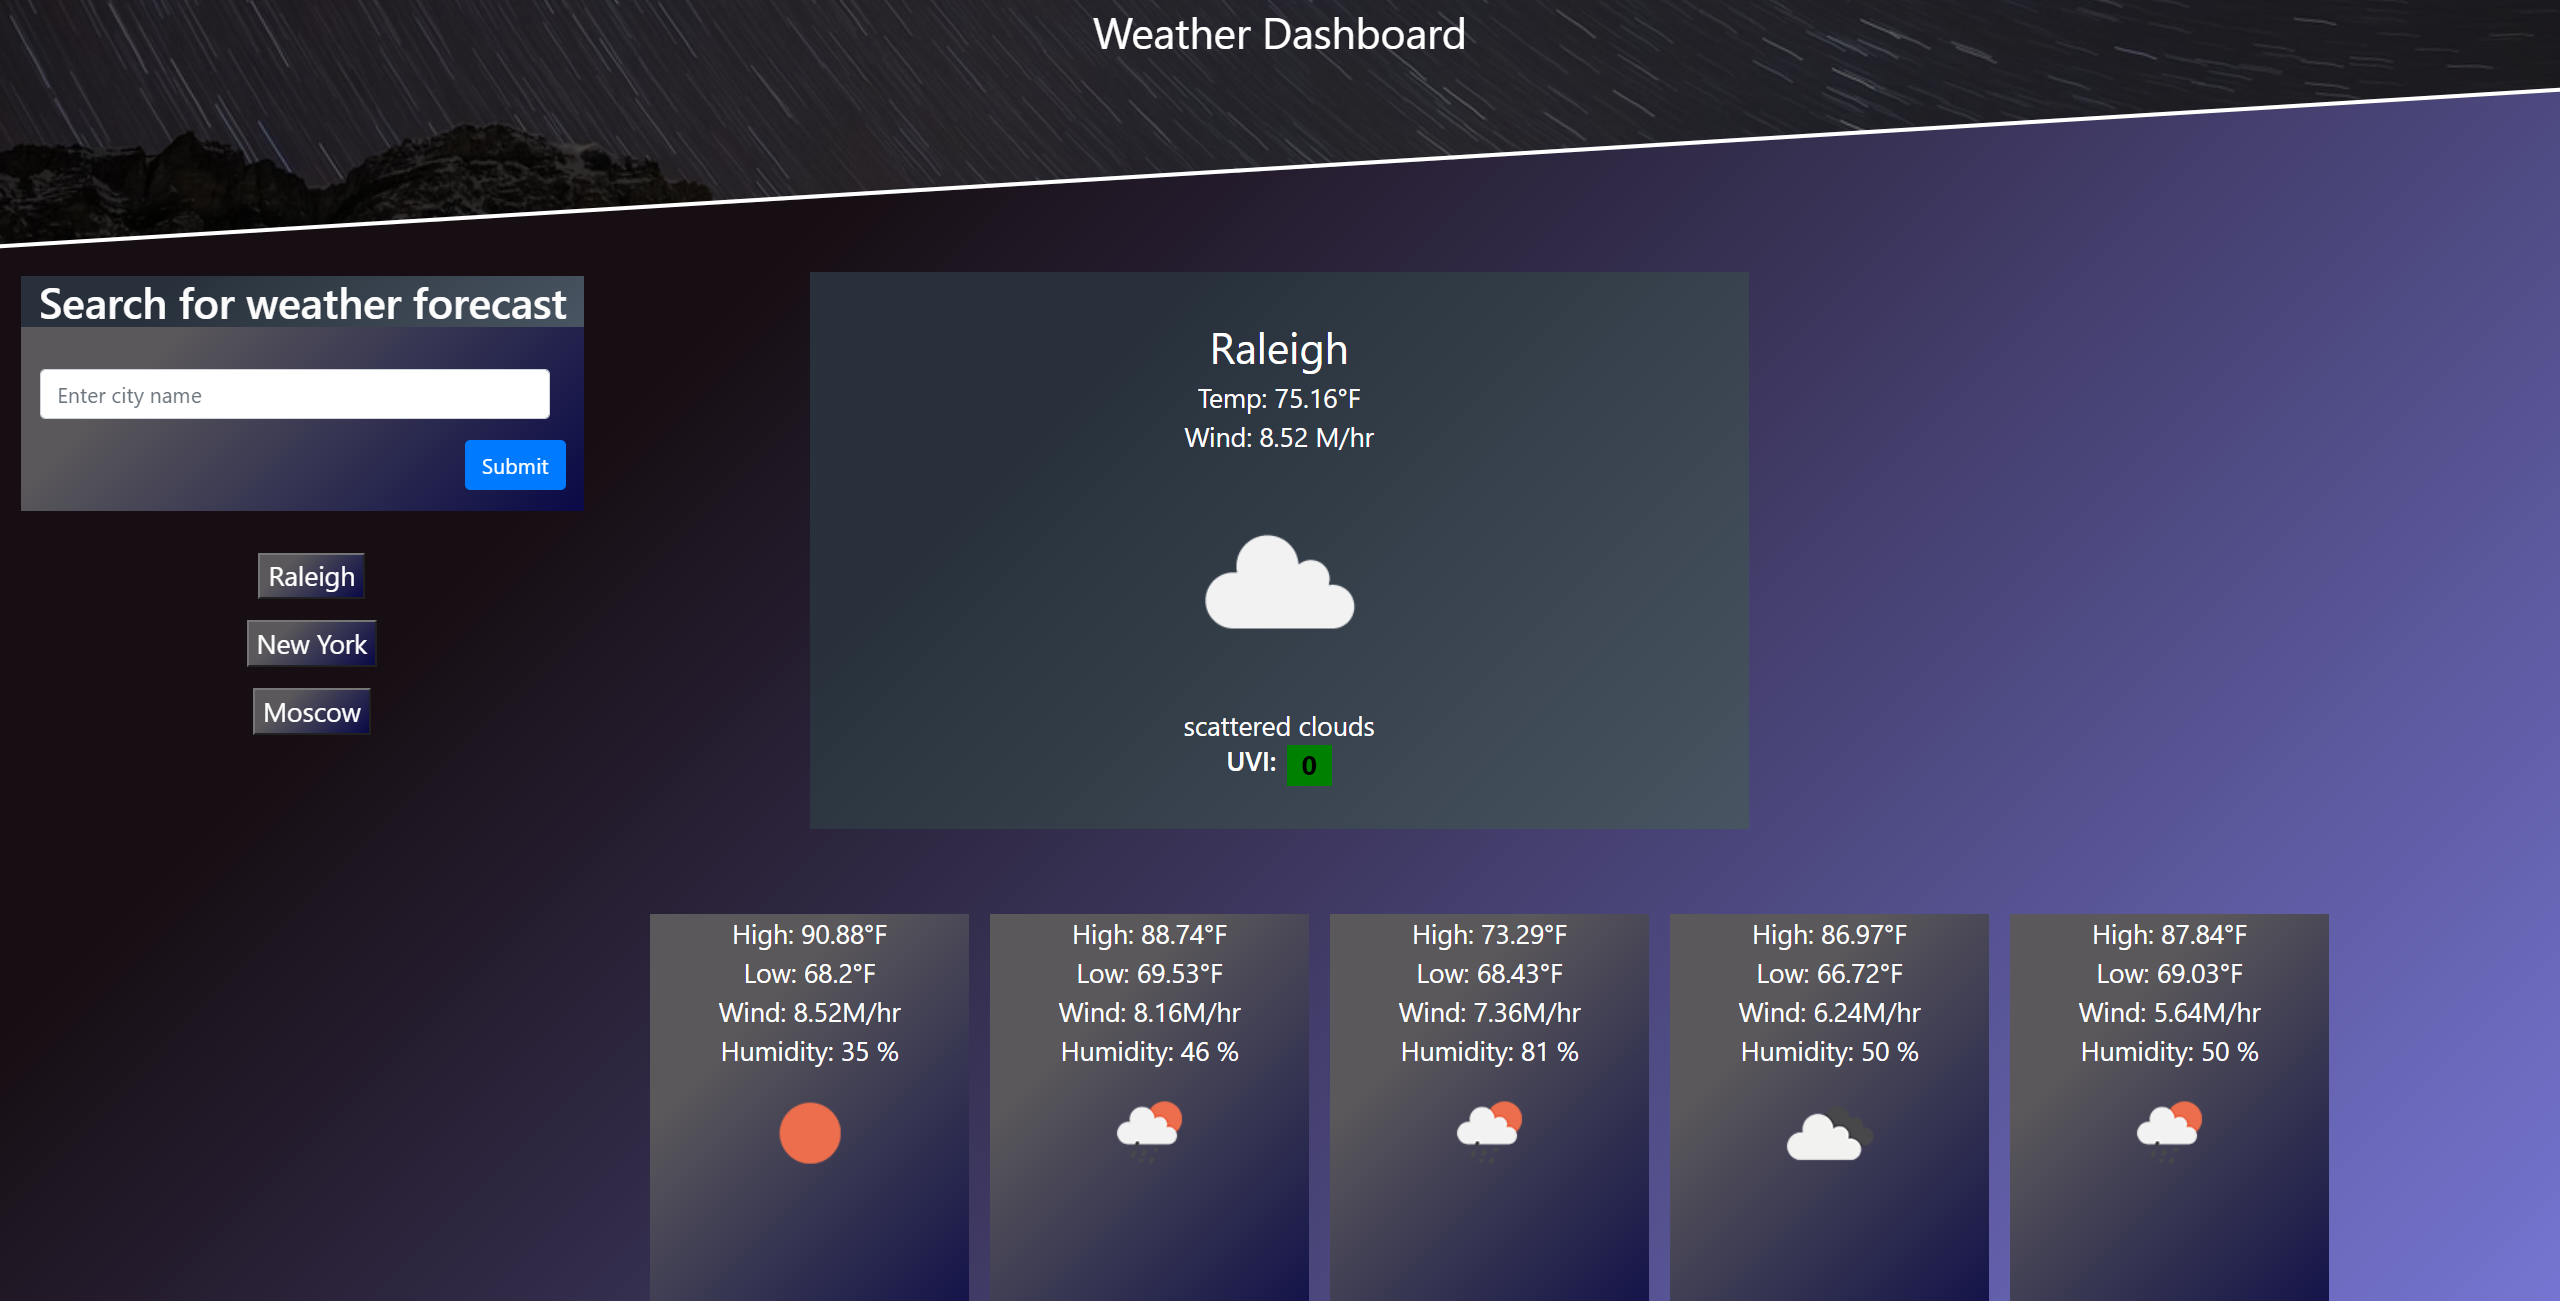 Weather Dashboard
Search for weather forecast
Enter city name
Submit
Raleigh
New York
Moscow
Raleigh
Temp: 75.16°F
Wind: 8.52 M/hr
scattered clouds
UVI: 0
High: 90.88°F
Low: 68.2°F
Wind: 8.52M/hr
Humidity: 35 %
High: 88.74°F
Low: 69.53°F
Wind: 8.16M/hr
Humidity: 46 %
High: 73.29°F
Low: 68.43°F
Wind: 7.36M/hr
Humidity: 81 %
High: 86.97°F
Low: 66.72°F
Wind: 6.24M/hr
Humidity: 50 %
High: 87.84°F
Low: 69.03°F
Wind: 5.64M/hr
Humidity: 50 %